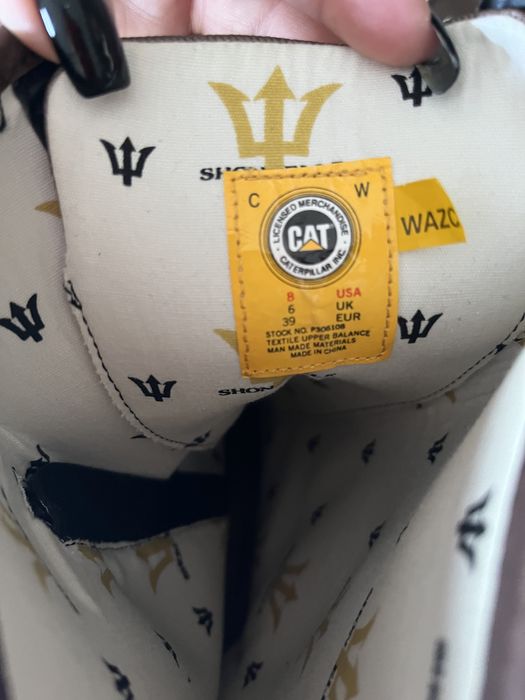 C W
LICENSED MERCHANDISE
CAT
CATERPILLAR INC.
WAZC
8 USA
6 UK
39 EUR
STOCK NO. P306108
TEXTILE UPPER BALANCE
MAN MADE MATERIALS
MADE IN CHINA